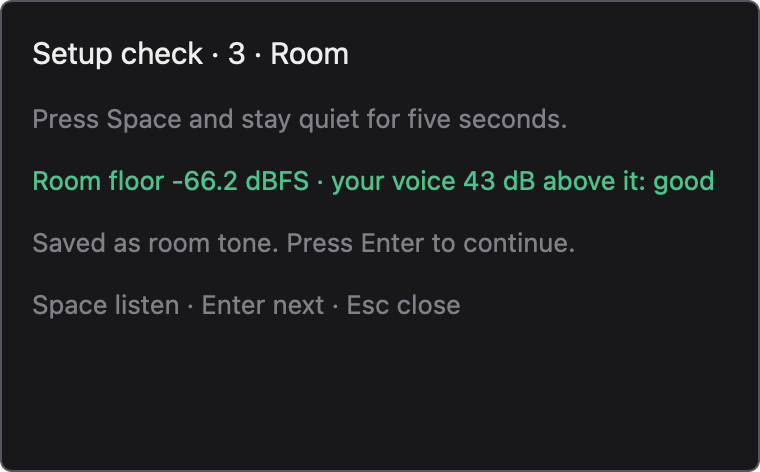 Setup check · 3 · Room
Press Space and stay quiet for five seconds.
Room floor -66.2 dBFS · your voice 43 dB above it: good
Saved as room tone. Press Enter to continue.
Space listen · Enter next · Esc close